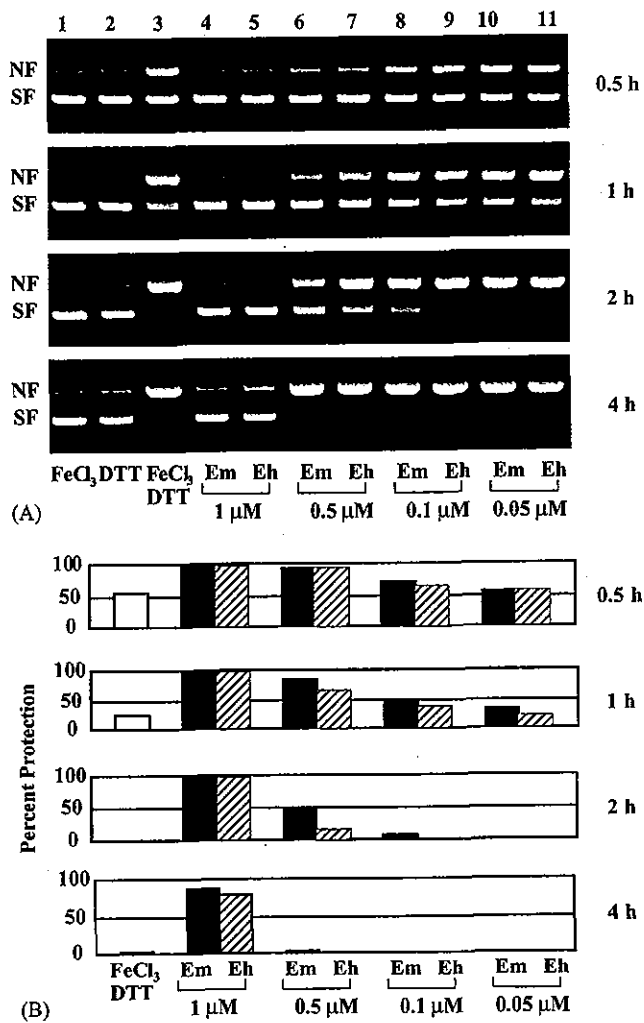 1 2 3 4 5 6 7 8 9 10 11
NF
SF
0.5 h
NF
SF
1 h
NF
SF
2 h
NF
SF
4 h
FeCl₃ DTT FeCl₃ Em Eh Em Eh Em Eh Em Eh
DTT
(A) 1 µM 0.5 µM 0.1 µM 0.05 µM
Percent Protection
100
50
0
0.5 h
100
50
0
1 h
100
50
0
2 h
100
50
0
4 h
FeCl₃ Em Eh Em Eh Em Eh Em Eh
DTT
(B) 1 µM 0.5 µM 0.1 µM 0.05 µM